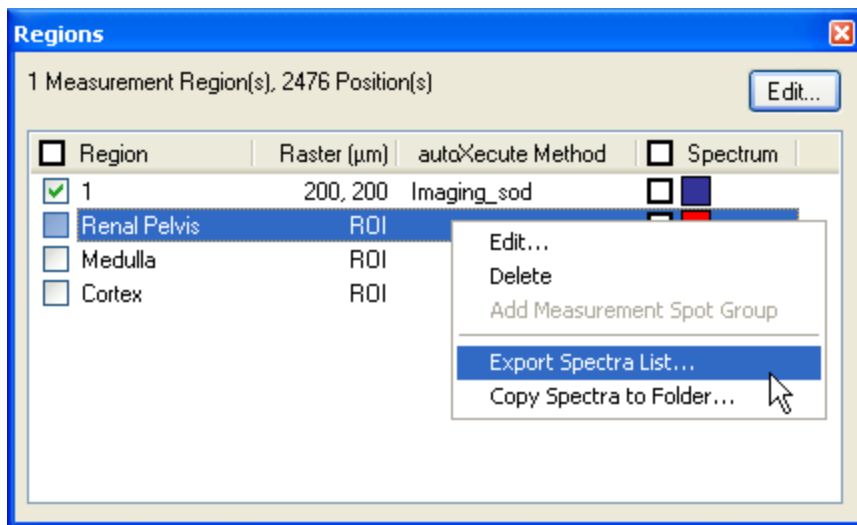 Regions
1 Measurement Region(s), 2476 Position(s)
Edit...
Region Raster (µm) autoXecute Method Spectrum
1 200, 200 Imaging_sod
Renal Pelvis ROI
Medulla ROI
Cortex ROI
Edit...
Delete
Add Measurement Spot Group
Export Spectra List...
Copy Spectra to Folder...